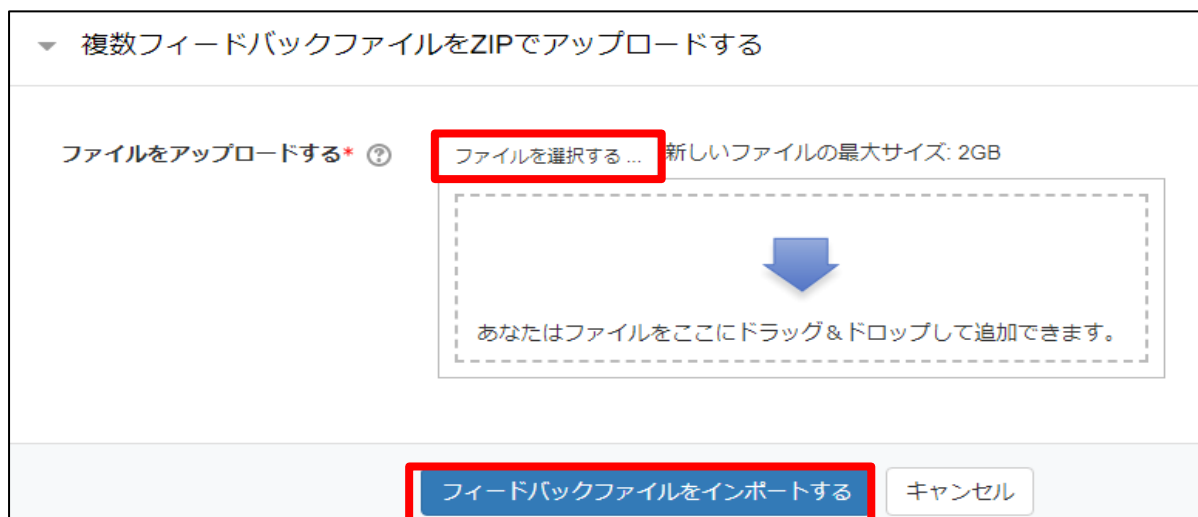 複数フィードバックファイルをZIPでアップロードする
ファイルをアップロードする* ?
ファイルを選択する ... 新しいファイルの最大サイズ: 2GB
あなたはファイルをここにドラッグ＆ドロップして追加できます。
フィードバックファイルをインポートする キャンセル